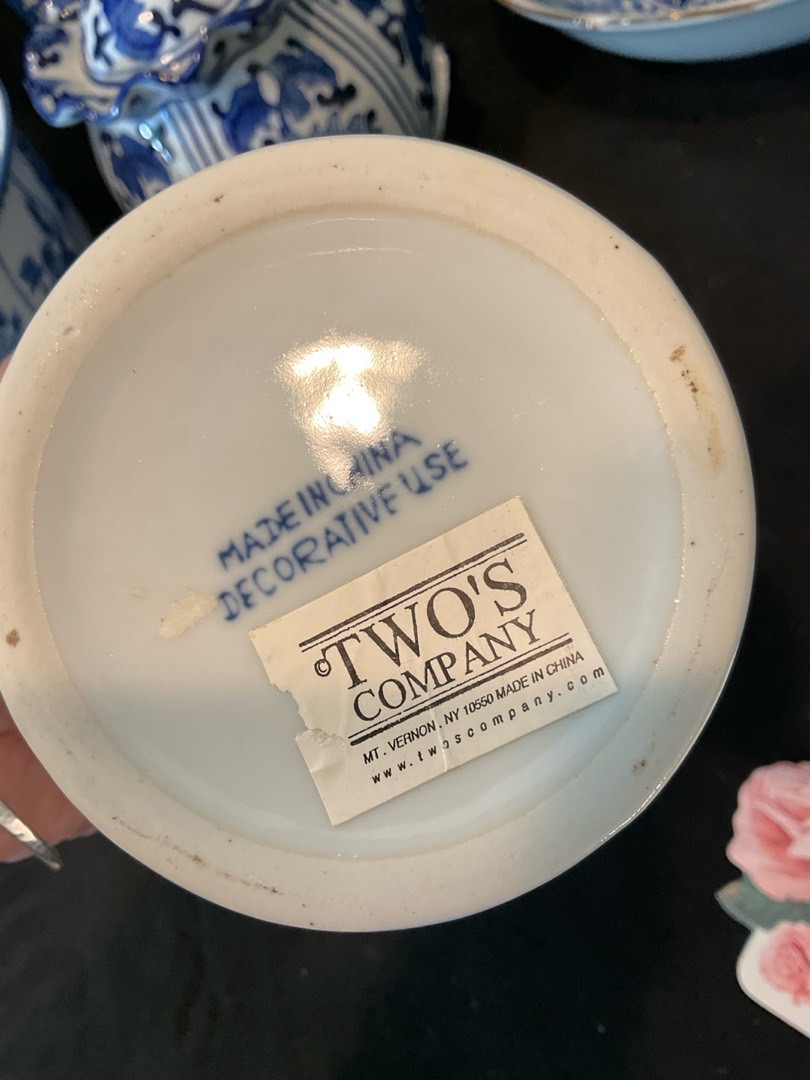 MADE IN CHINA
DECORATIVE USE
©TWO'S
COMPANY
MT. VERNON, NY 10550 MADE IN CHINA
www.twoscompany.com